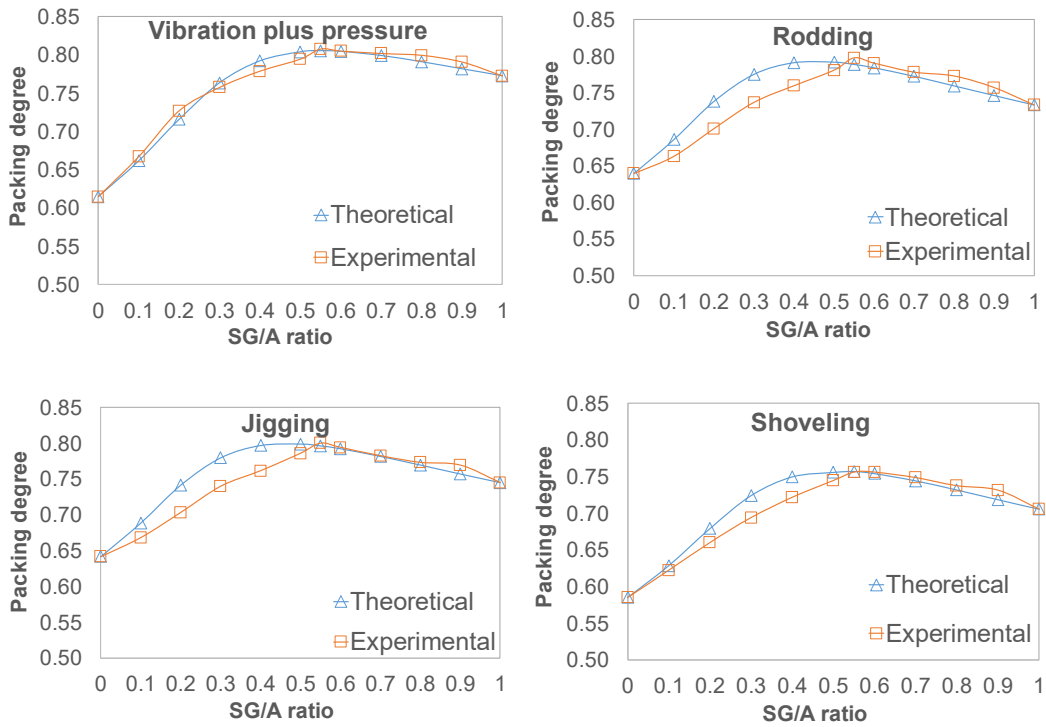 Vibration plus pressure
Packing degree
0.85
0.80
0.75
0.70
0.65
0.60
0.55
0.50
Theoretical
Experimental
0 0.1 0.2 0.3 0.4 0.5 0.6 0.7 0.8 0.9 1
SG/A ratio
Rodding
Packing degree
0.85
0.80
0.75
0.70
0.65
0.60
0.55
0.50
Theoretical
Experimental
0 0.1 0.2 0.3 0.4 0.5 0.6 0.7 0.8 0.9 1
SG/A ratio
Jigging
Packing degree
0.85
0.80
0.75
0.70
0.65
0.60
0.55
0.50
Theoretical
Experimental
0 0.1 0.2 0.3 0.4 0.5 0.6 0.7 0.8 0.9 1
SG/A ratio
Shoveling
Packing degree
0.85
0.80
0.75
0.70
0.65
0.60
0.55
0.50
Theoretical
Experimental
0 0.1 0.2 0.3 0.4 0.5 0.6 0.7 0.8 0.9 1
SG/A ratio